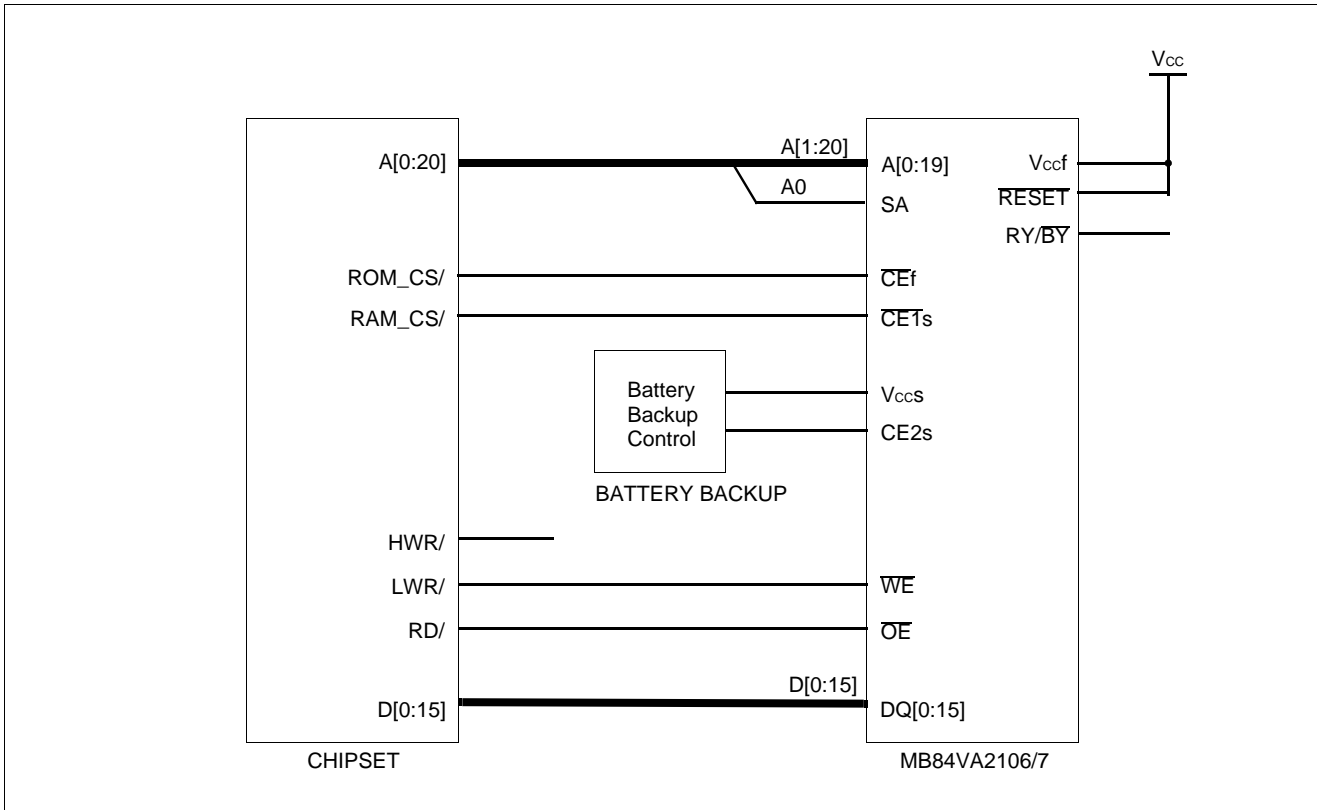 Vcc
A[0:20]
A[1:20]
A[0:19]
Vccf
A0
SA
RESET
RY/BY
ROM_CS/
CEf
RAM_CS/
CE1s
Battery
Backup
Control
Vccs
CE2s
BATTERY BACKUP
HWR/
LWR/
WE
RD/
OE
D[0:15]
D[0:15]
DQ[0:15]
CHIPSET
MB84VA2106/7